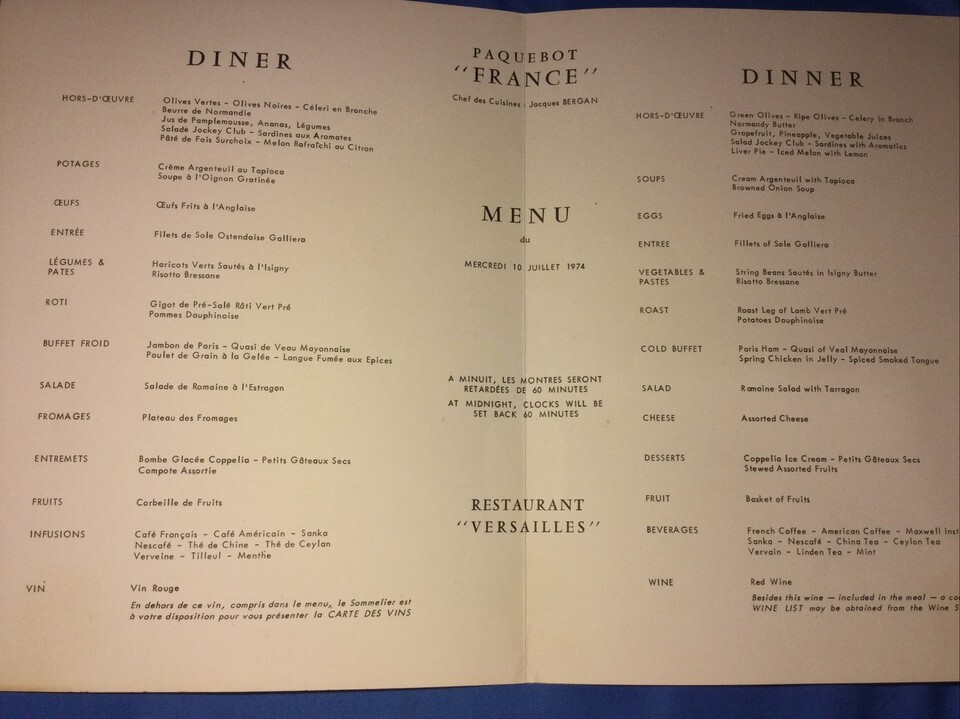 DINER
HORS-D'ŒUVRE
Olives Vertes – Olives Noires – Céleri en Branche
Beurre de Normandie
Jus de Pamplemousse, Ananas, Légumes
Salade Jockey Club – Sardines aux Aromates
Pâté de Fois Surchoix – Melon Rafraîchi au Citron
POTAGES
Crème Argenteuil au Tapioca
Soupe à l'Oignon Gratinée
ŒUFS
Œufs Frits à l'Anglaise
ENTRÉE
Filets de Sole Ostendaise Galliera
LÉGUMES &
PATES
Haricots Verts Sautés à l'Isigny
Risotto Bressane
ROTI
Gigot de Pré-Salé Rôti Vert Pré
Pommes Dauphinoise
BUFFET FROID
Jambon de Paris – Quasi de Veau Mayonnaise
Poulet de Grain à la Gelée – Langue Fumée aux Epices
SALADE
Salade de Romaine à l'Estragon
FROMAGES
Plateau des Fromages
ENTREMETS
Bombe Glacée Coppelia – Petits Gâteaux Secs
Compote Assortie
FRUITS
Corbeille de Fruits
INFUSIONS
Café Français – Café Américain – Sanka
Nescafé – Thé de Chine – Thé de Ceylan
Verveine – Tilleul – Menthe
VIN
Vin Rouge
En dehors de ce vin, compris dans le menu, le Sommelier est
à votre disposition pour vous présenter la CARTE DES VINS
PAQUEBOT
"FRANCE"
Chef des Cuisines : Jacques BERGAN
MENU
du
MERCREDI 10 JUILLET 1974
A MINUIT, LES MONTRES SERONT
RETARDÉES DE 60 MINUTES
AT MIDNIGHT, CLOCKS WILL BE
SET BACK 60 MINUTES
RESTAURANT
"VERSAILLES"
DINNER
HORS-D'ŒUVRE
Green Olives – Ripe Olives – Celery in Branch
Normandy Butter
Grapefruit, Pineapple, Vegetable Juices
Salad Jockey Club – Sardines with Aromatics
Liver Pie – Iced Melon with Lemon
SOUPS
Cream Argenteuil with Tapioca
Browned Onion Soup
EGGS
Fried Eggs à l'Anglaise
ENTREE
Fillets of Sole Galliera
VEGETABLES &
PASTES
String Beans Sautés in Isigny Butter
Risotto Bressane
ROAST
Roast Leg of Lamb Vert Pré
Potatoes Dauphinoise
COLD BUFFET
Paris Ham – Quasi of Veal Mayonnaise
Spring Chicken in Jelly – Spiced Smoked Tongue
SALAD
Romaine Salad with Tarragon
CHEESE
Assorted Cheese
DESSERTS
Coppelia Ice Cream – Petits Gâteaux Secs
Stewed Assorted Fruits
FRUIT
Basket of Fruits
BEVERAGES
French Coffee – American Coffee – Maxwell Inst
Sanka – Nescafé – China Tea – Ceylan Tea
Vervain – Linden Tea – Mint
WINE
Red Wine
Besides this wine — included in the meal — a co
WINE LIST may be obtained from the Wine S